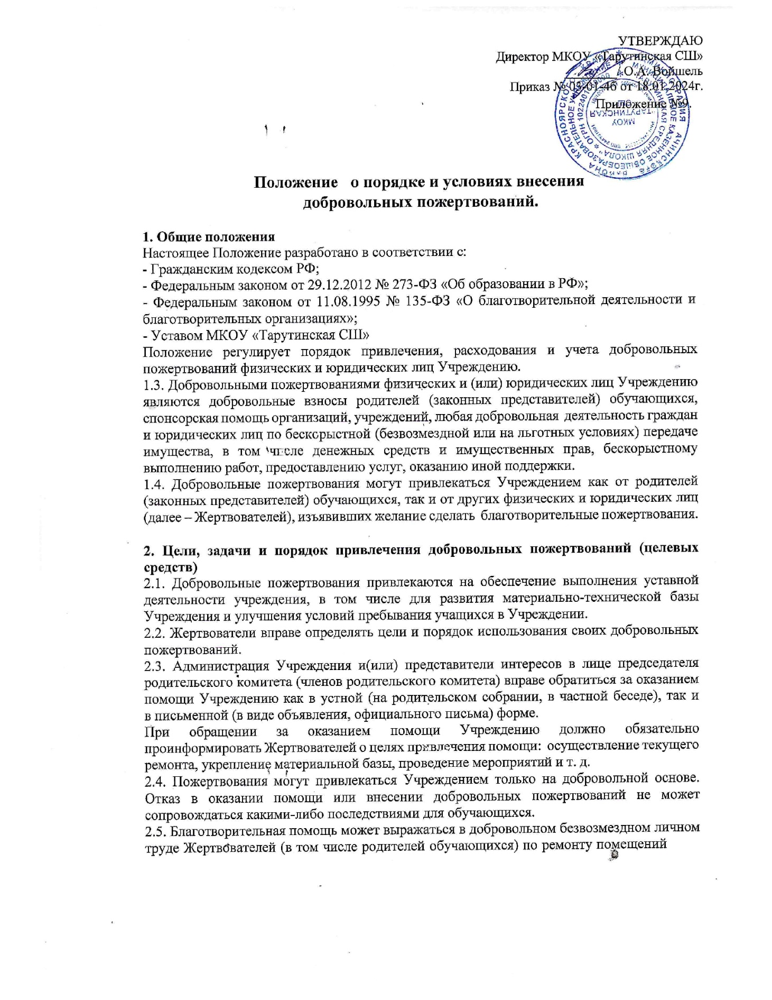 УТВЕРЖДАЮ
Директор МКОУ «Тарутинская СШ»
/ О.А. Войшель
Приказ № 03-01-46 от 18.01.2024г.
Приложение №9.
Положение о порядке и условиях внесения
добровольных пожертвований.
1. Общие положения
Настоящее Положение разработано в соответствии с:
- Гражданским кодексом РФ;
- Федеральным законом от 29.12.2012 № 273-ФЗ «Об образовании в РФ»;
- Федеральным законом от 11.08.1995 № 135-ФЗ «О благотворительной деятельности и
благотворительных организациях»;
- Уставом МКОУ «Тарутинская СШ»
Положение регулирует порядок привлечения, расходования и учета добровольных
пожертвований физических и юридических лиц Учреждению.
1.3. Добровольными пожертвованиями физических и (или) юридических лиц Учреждению
являются добровольные взносы родителей (законных представителей) обучающихся,
спонсорская помощь организаций, учреждений, любая добровольная деятельность граждан
и юридических лиц по бескорыстной (безвозмездной или на льготных условиях) передаче
имущества, в том числе денежных средств и имущественных прав, бескорыстному
выполнению работ, предоставлению услуг, оказанию иной поддержки.
1.4. Добровольные пожертвования могут привлекаться Учреждением как от родителей
(законных представителей) обучающихся, так и от других физических и юридических лиц
(далее – Жертвователей), изъявивших желание сделать благотворительные пожертвования.
2. Цели, задачи и порядок привлечения добровольных пожертвований (целевых
средств)
2.1. Добровольные пожертвования привлекаются на обеспечение выполнения уставной
деятельности учреждения, в том числе для развития материально-технической базы
Учреждения и улучшения условий пребывания учащихся в Учреждении.
2.2. Жертвователи вправе определять цели и порядок использования своих добровольных
пожертвований.
2.3. Администрация Учреждения и(или) представители интересов в лице председателя
родительского комитета (членов родительского комитета) вправе обратиться за оказанием
помощи Учреждению как в устной (на родительском собрании, в частной беседе), так и
в письменной (в виде объявления, официального письма) форме.
При обращении за оказанием помощи Учреждению должно обязательно
проинформировать Жертвователей о целях привлечения помощи: осуществление текущего
ремонта, укрепление материальной базы, проведение мероприятий и т. д.
2.4. Пожертвования могут привлекаться Учреждением только на добровольной основе.
Отказ в оказании помощи или внесении добровольных пожертвований не может
сопровождаться какими-либо последствиями для обучающихся.
2.5. Благотворительная помощь может выражаться в добровольном безвозмездном личном
труде Жертвователей (в том числе родителей обучающихся) по ремонту помещений